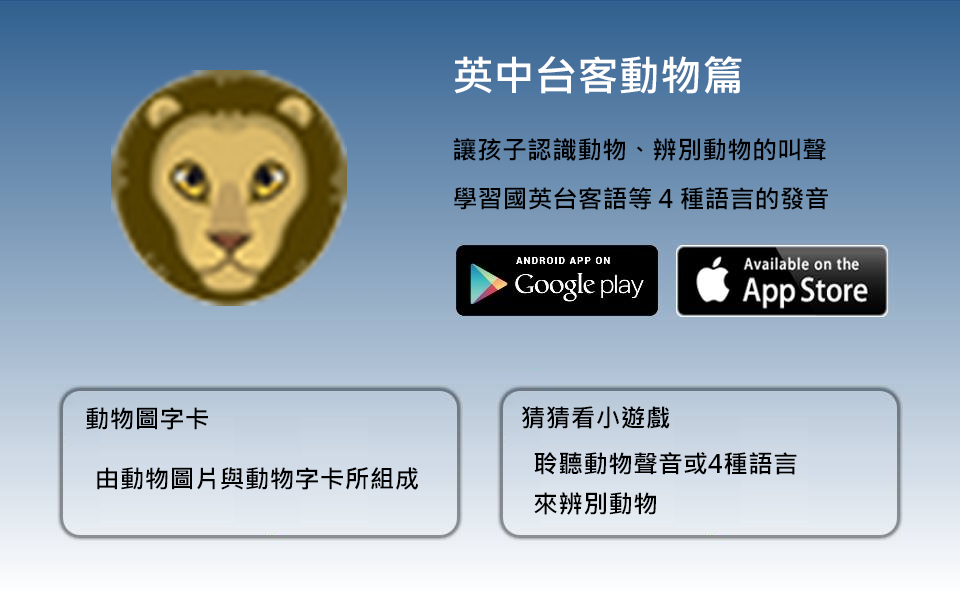 英中台客動物篇
讓孩子認識動物、辨別動物的叫聲
學習國英台客語等 4 種語言的發音
ANDROID APP ON
Google play
Available on the
App Store
動物圖字卡
由動物圖片與動物字卡所組成
猜猜看小遊戲
聆聽動物聲音或4種語言
來辨別動物